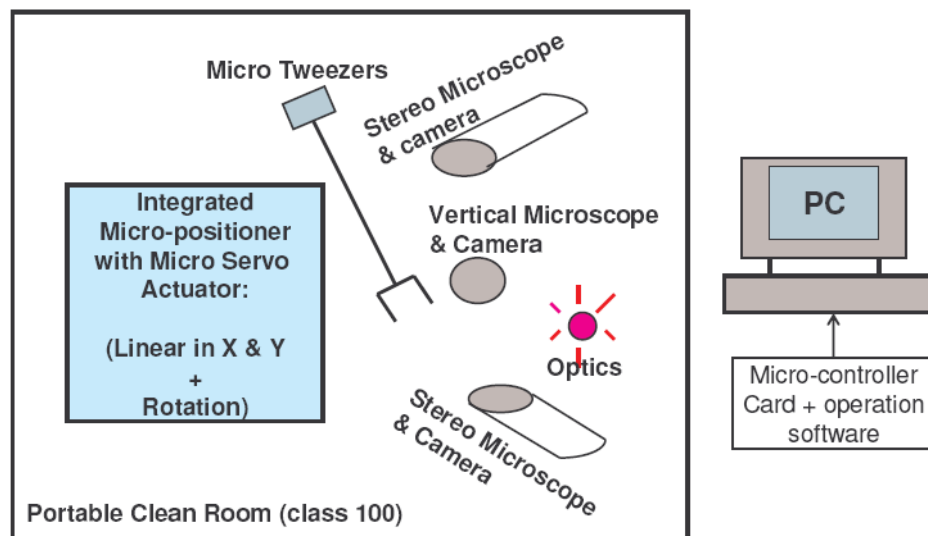 Micro Tweezers
Stereo Microscope
& camera
Integrated
Micro-positioner
with Micro Servo
Actuator:
(Linear in X & Y
+
Rotation)
Vertical Microscope
& Camera
Optics
Stereo Microscope
& Camera
Portable Clean Room (class 100)
PC
Micro-controller
Card + operation
software